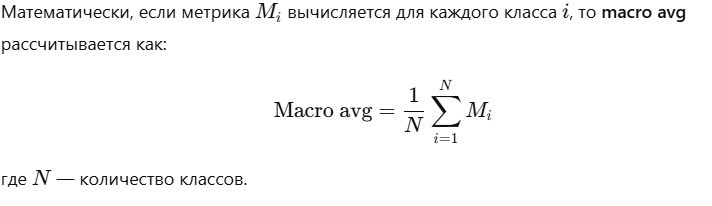 Математически, если метрика M_i вычисляется для каждого класса i, то macro avg
рассчитывается как:
Macro avg = \frac{1}{N} \sum_{i=1}^{N} M_i
где N — количество классов.